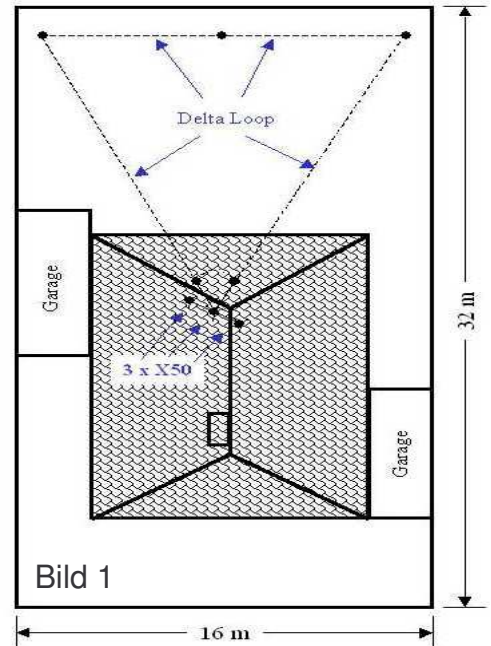 Delta Loop
Garage
32 m
3 x X50
Garage
Bild 1
16 m